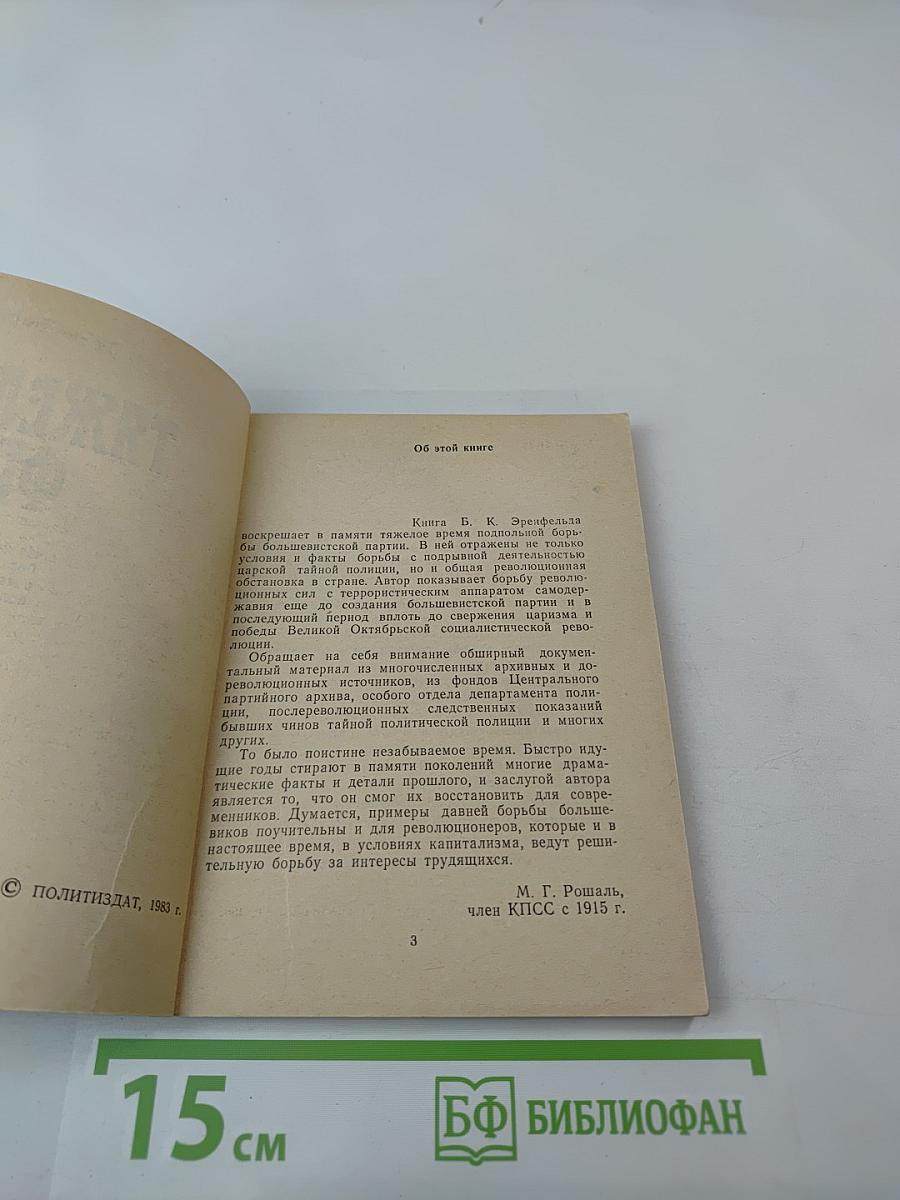 Об этой книге
Книга Б. К. Эренфельда
воскрешает в памяти тяжелое время подпольной борь-
бы большевистской партии. В ней отражены не только
условия и факты борьбы с подрывной деятельностью
царской тайной полиции, но и общая революционная
обстановка в стране. Автор показывает борьбу револю-
ционных сил с террористическим аппаратом самодер-
жавия еще до создания большевистской партии и в
последующий период вплоть до свержения царизма и
победы Великой Октябрьской социалистической рево-
люции.
Обращает на себя внимание обширный докумен-
тальный материал из многочисленных архивных и до-
революционных источников, из фондов Центрального
партийного архива, особого отдела департамента поли-
ции, послереволюционных следственных показаний
бывших чинов тайной политической полиции и многих
других.
То было поистине незабываемое время. Быстро иду-
щие годы стирают в памяти поколений многие драма-
тические факты и детали прошлого, и заслугой автора
является то, что он смог их восстановить для совре-
менников. Думается, примеры давней борьбы больше-
виков поучительны и для революционеров, которые и в
настоящее время, в условиях капитализма, ведут реши-
тельную борьбу за интересы трудящихся.
М. Г. Рошаль,
член КПСС с 1915 г.
3
© ПОЛИТИЗДАТ, 1983 г.
15 см
БФ БИБЛИОФАН